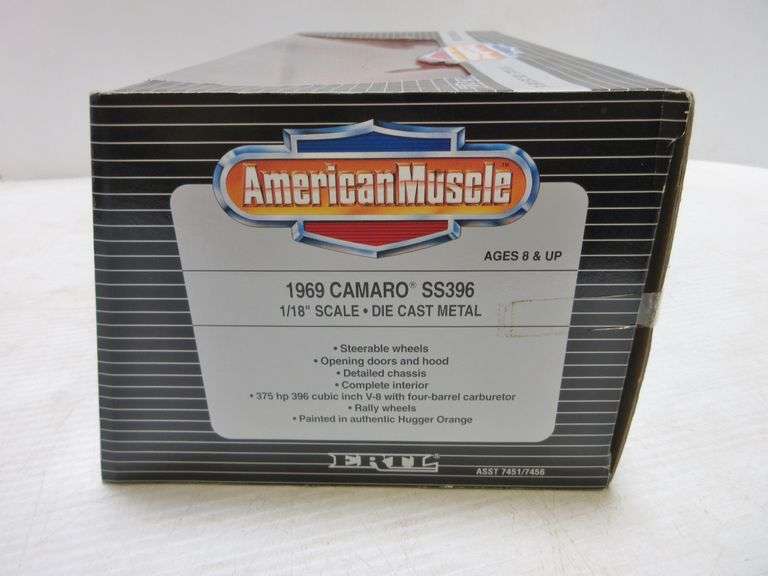 AmericanMuscle™
AGES 8 & UP
1969 CAMARO® SS396
1/18" SCALE • DIE CAST METAL
• Steerable wheels
• Opening doors and hood
• Detailed chassis
• Complete interior
• 375 hp 396 cubic inch V-8 with four-barrel carburetor
• Rally wheels
• Painted in authentic Hugger Orange
ERTL®
ASST 7451/7456